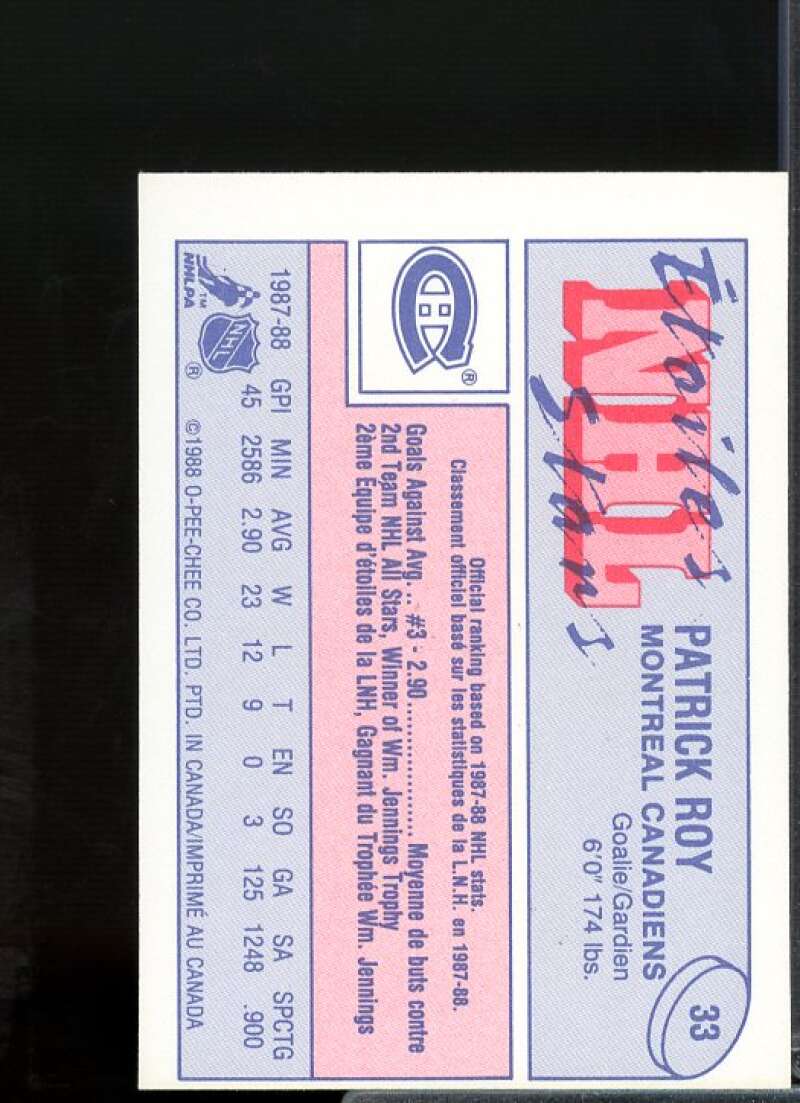 Étoiles
NHL
Stars
PATRICK ROY
MONTREAL CANADIENS
Goalie/Gardien
6'0" 174 lbs.
33
®
Official ranking based on 1987-88 NHL stats.
Classement officiel basé sur les statistiques de la L.N.H. en 1987-88.
Goals Against Avg... #3 - 2.90................... Moyenne de buts contre
2nd Team NHL All Stars, Winner of Wm. Jennings Trophy
2ème Equipe d'étoiles de la LNH, Gagnant du Trophée Wm. Jennings
1987-88 GPI MIN AVG W L T EN SO GA SA SPCTG
45 2586 2.90 23 12 9 0 3 125 1248 .900
™
NHLPA
NHL
®
©1988 O-PEE-CHEE CO. LTD. PTD. IN CANADA/IMPRIMÉ AU CANADA